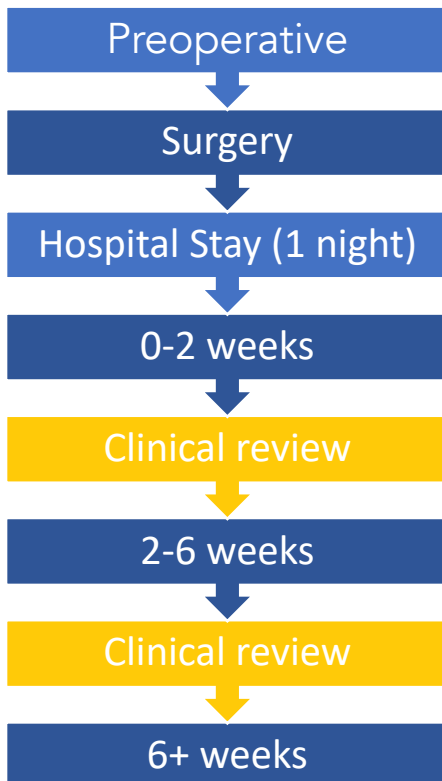 Preoperative
Surgery
Hospital Stay (1 night)
0-2 weeks
Clinical review
2-6 weeks
Clinical review
6+ weeks